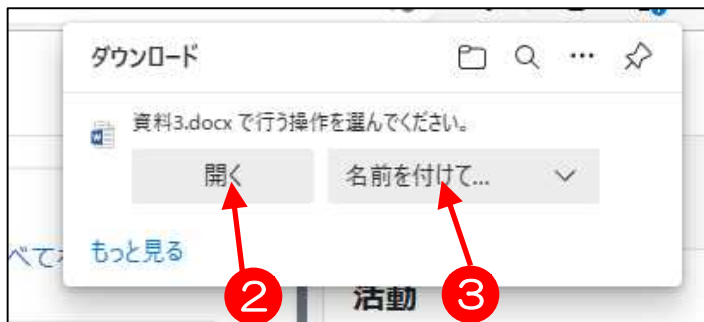 ダウンロード
資料3.docx で行う操作を選んでください。
開く
名前を付けて...
もっと見る
べて
2
3
活動